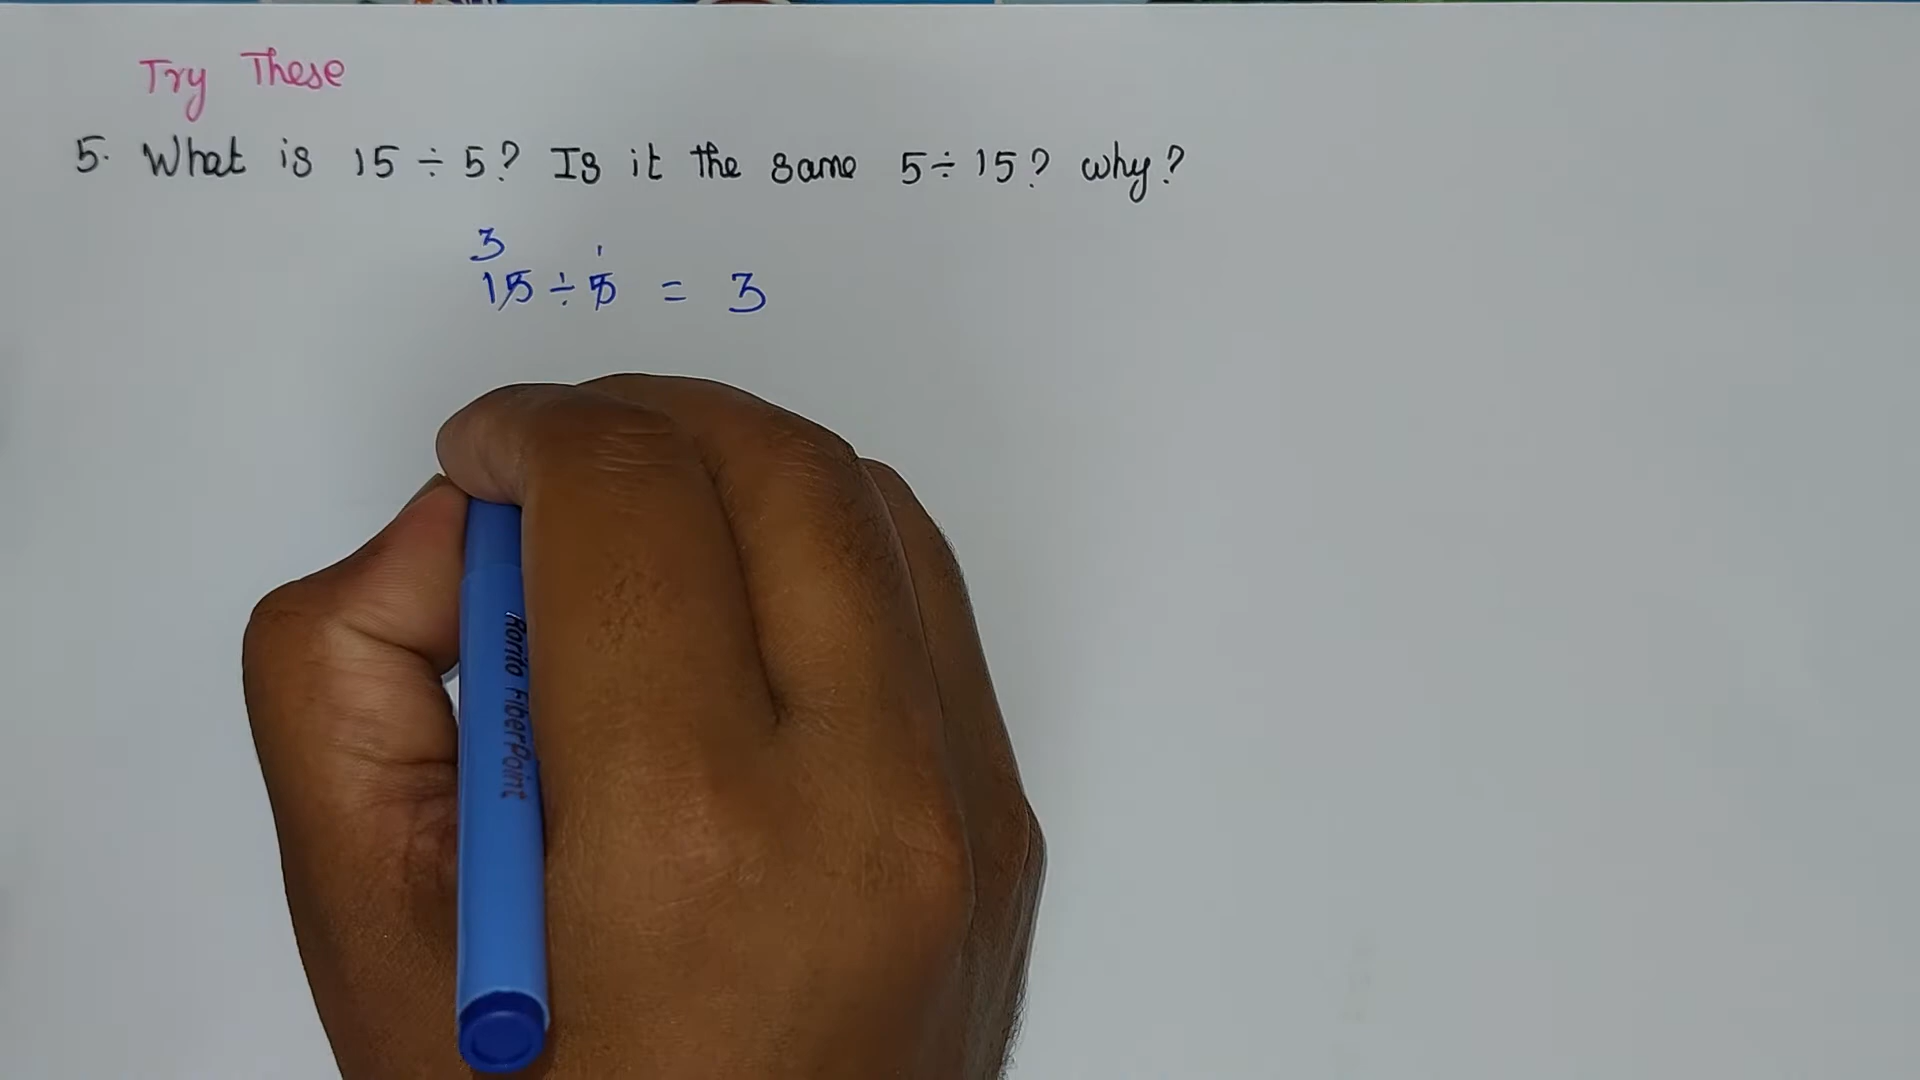 Try These
5. What is 15 ÷ 5? Is it the same 5 ÷ 15? why?
3 1
15 ÷ 5 = 3
Rorito FiberPoint